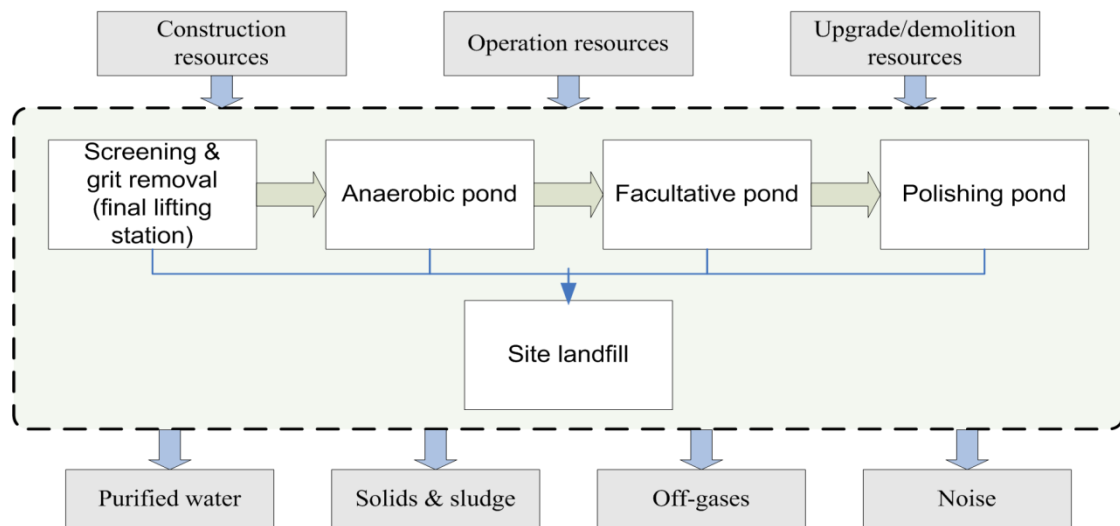 Construction
resources
Operation resources
Upgrade/demolition
resources
Screening &
grit removal
(final lifting
station)
Anaerobic pond
Facultative pond
Polishing pond
Site landfill
Purified water
Solids & sludge
Off-gases
Noise